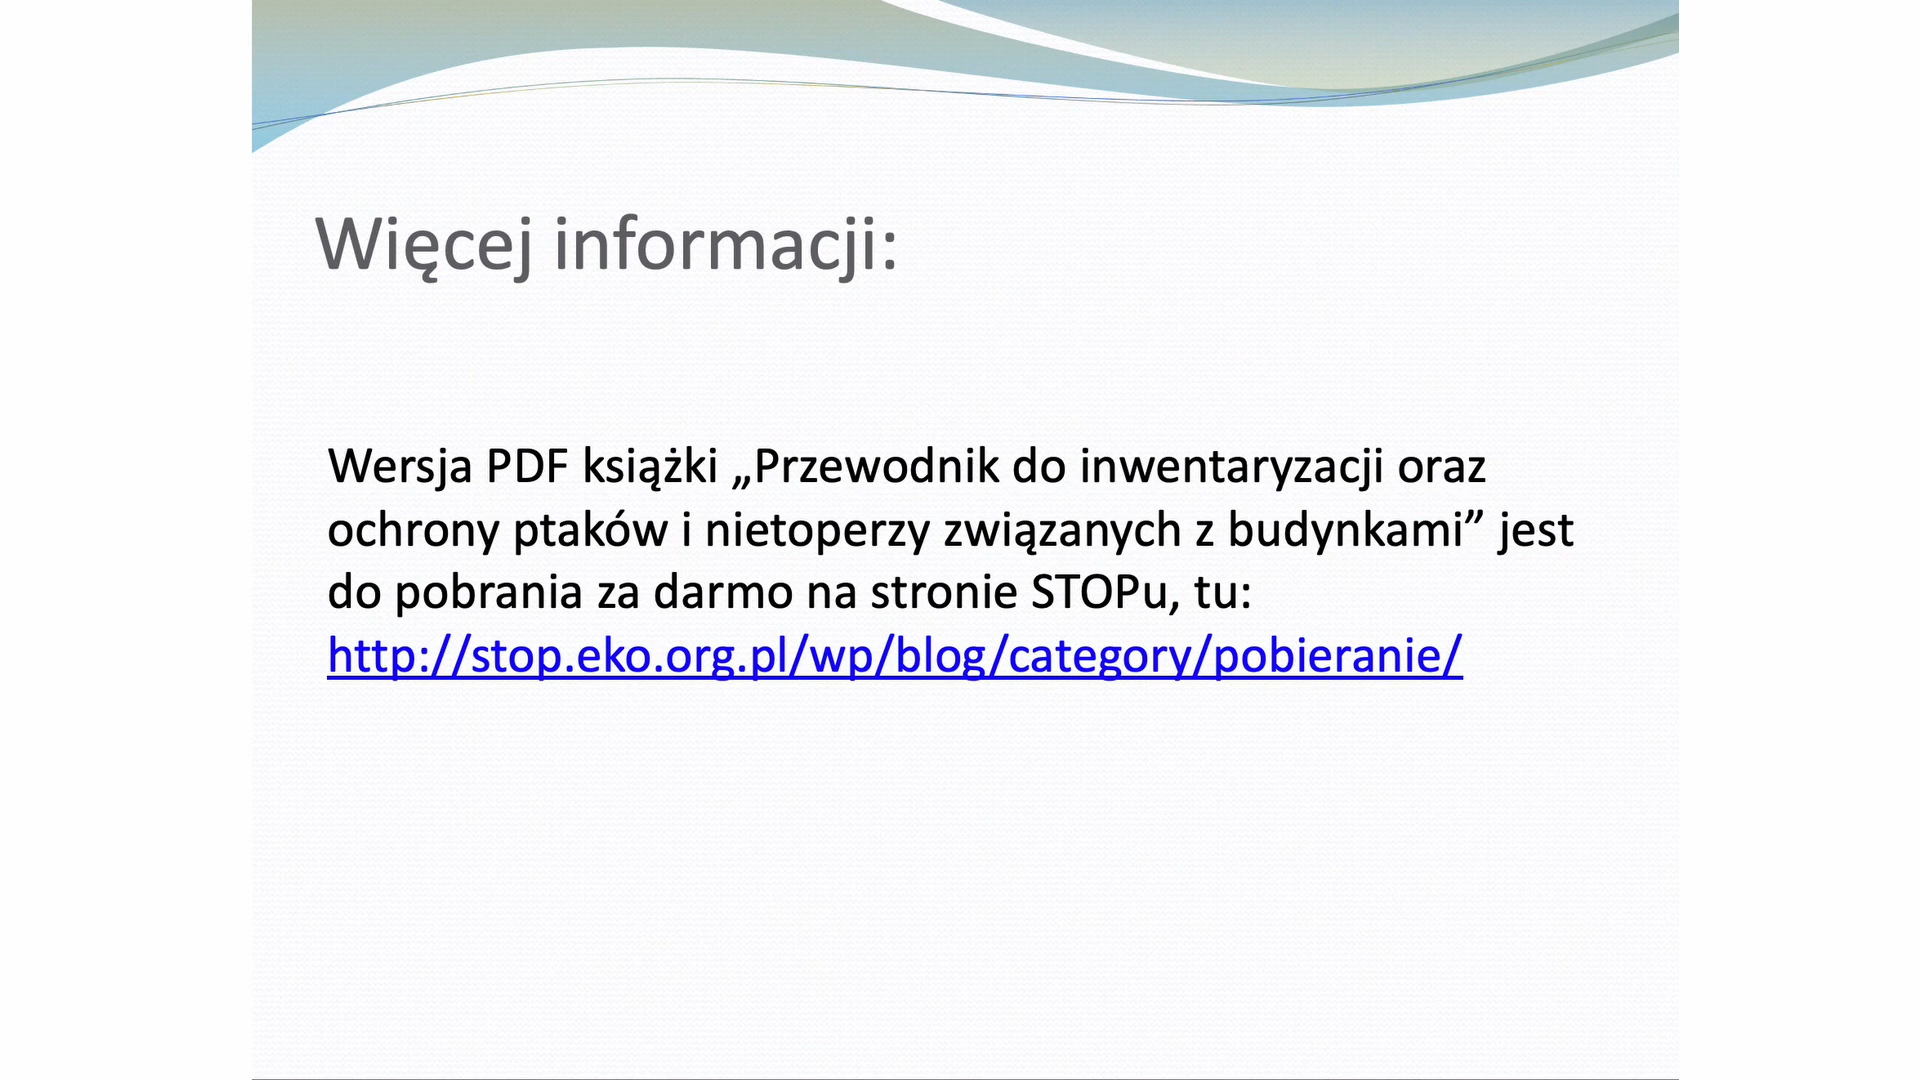 Więcej informacji:
Wersja PDF książki „Przewodnik do inwentaryzacji oraz
ochrony ptaków i nietoperzy związanych z budynkami” jest
do pobrania za darmo na stronie STOPu, tu:
http://stop.eko.org.pl/wp/blog/category/pobieranie/